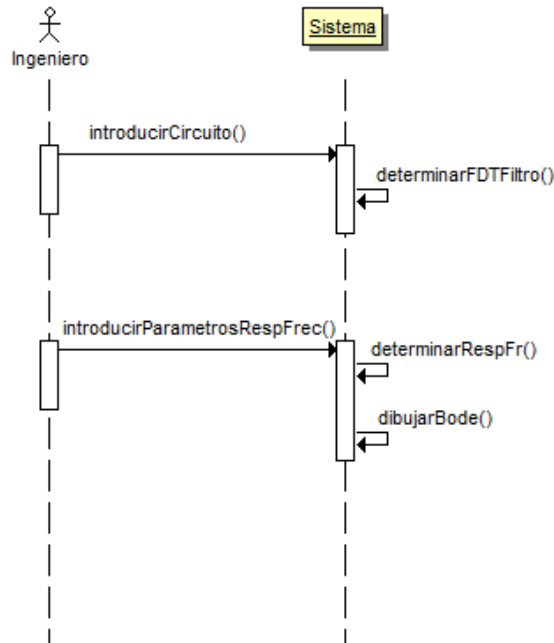 Ingeniero
Sistema
introducirCircuito()
determinarFDTFiltro()
introducirParametrosRespFrec()
determinarRespFr()
dibujarBode()